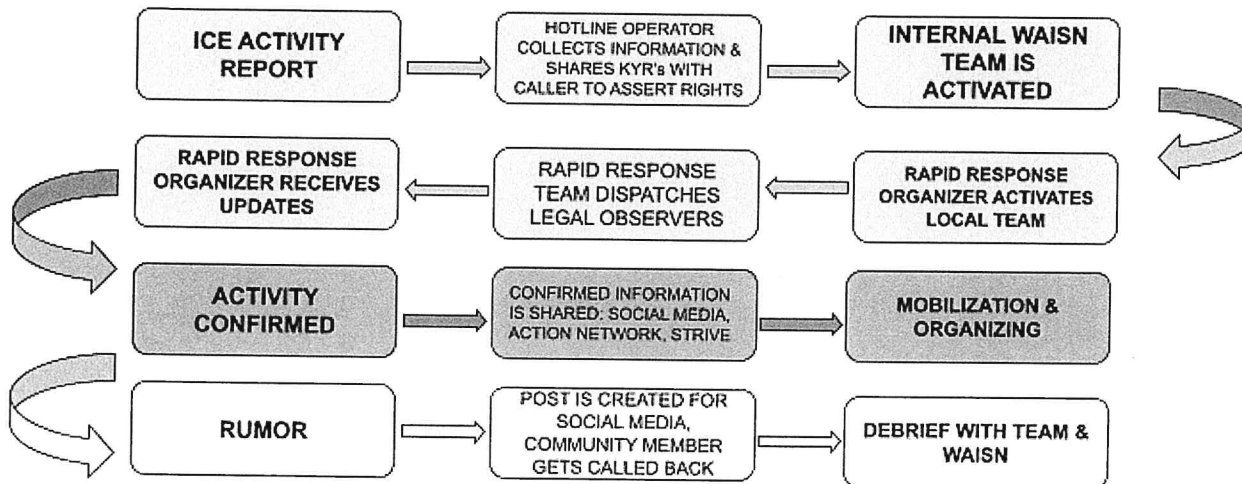 ICE ACTIVITY
REPORT
HOTLINE OPERATOR
COLLECTS INFORMATION &
SHARES KYR's WITH
CALLER TO ASSERT RIGHTS
INTERNAL WAISN
TEAM IS
ACTIVATED
RAPID RESPONSE
ORGANIZER ACTIVATES
LOCAL TEAM
RAPID RESPONSE
TEAM DISPATCHES
LEGAL OBSERVERS
RAPID RESPONSE
ORGANIZER RECEIVES
UPDATES
ACTIVITY
CONFIRMED
CONFIRMED INFORMATION
IS SHARED: SOCIAL MEDIA,
ACTION NETWORK, STRIVE
MOBILIZATION &
ORGANIZING
RUMOR
POST IS CREATED FOR
SOCIAL MEDIA,
COMMUNITY MEMBER
GETS CALLED BACK
DEBRIEF WITH TEAM &
WAISN